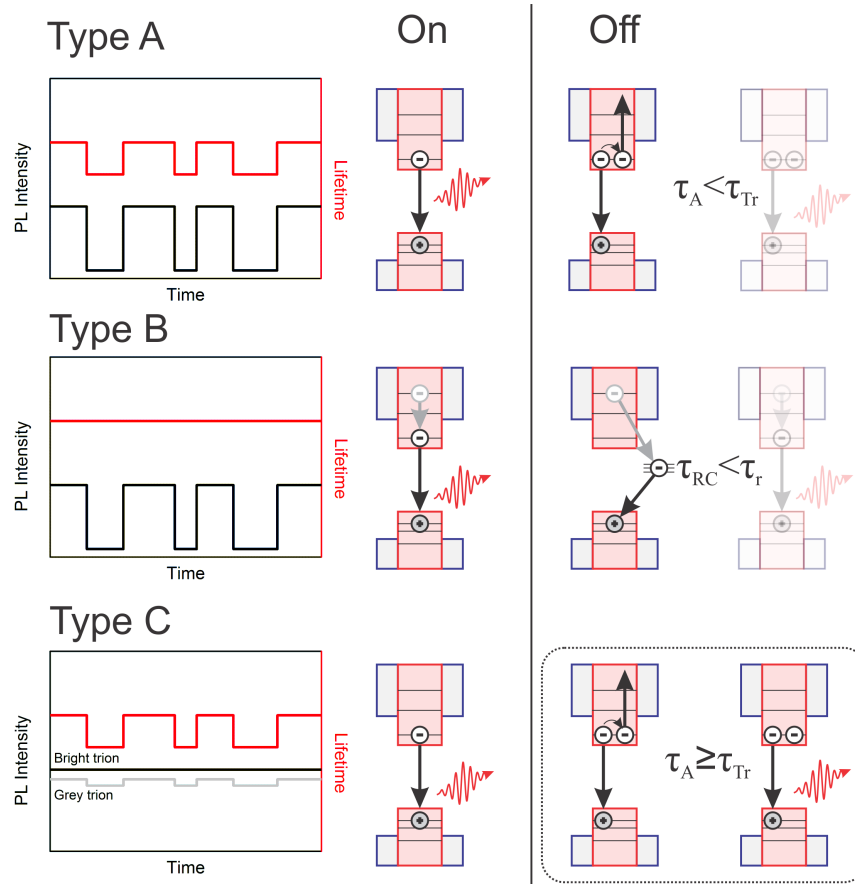 Type A
On
Off
PL Intensity
Lifetime
Time
τA<τTr
Type B
PL Intensity
Lifetime
Time
τRC<τr
Type C
PL Intensity
Lifetime
Bright trion
Grey trion
Time
τA≥τTr